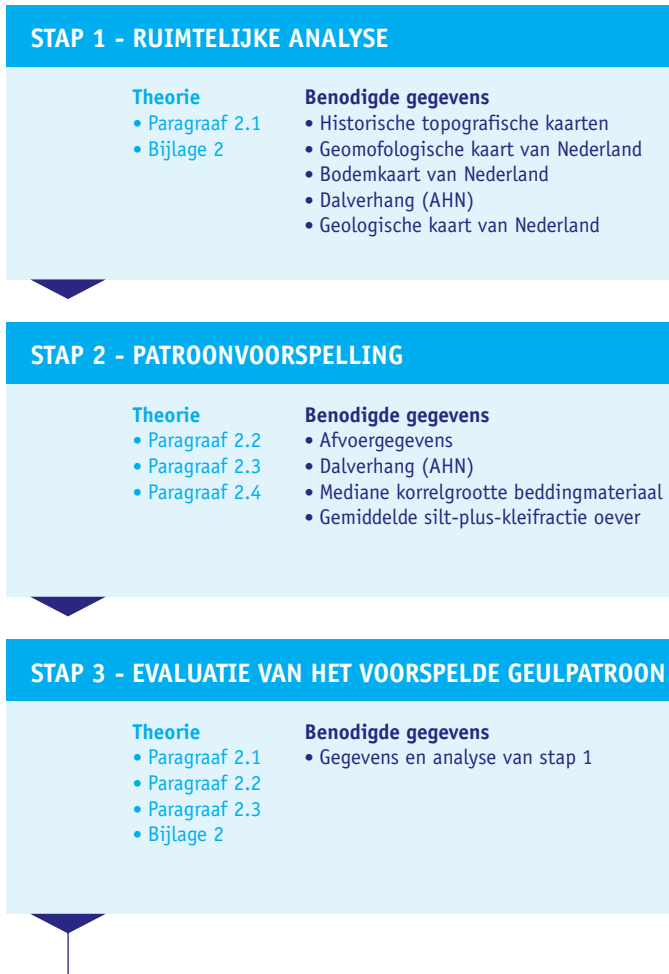 STAP 1 - RUIMTELIJKE ANALYSE
Theorie
• Paragraaf 2.1
• Bijlage 2
Benodigde gegevens
• Historische topografische kaarten
• Geomofologische kaart van Nederland
• Bodemkaart van Nederland
• Dalverhang (AHN)
• Geologische kaart van Nederland
STAP 2 - PATROONVOORSPELLING
Theorie
• Paragraaf 2.2
• Paragraaf 2.3
• Paragraaf 2.4
Benodigde gegevens
• Afvoergegevens
• Dalverhang (AHN)
• Mediane korrelgrootte beddingmateriaal
• Gemiddelde silt-plus-kleifractie oever
STAP 3 - EVALUATIE VAN HET VOORSPELDE GEULPATROON
Theorie
• Paragraaf 2.1
• Paragraaf 2.2
• Paragraaf 2.3
• Bijlage 2
Benodigde gegevens
• Gegevens en analyse van stap 1